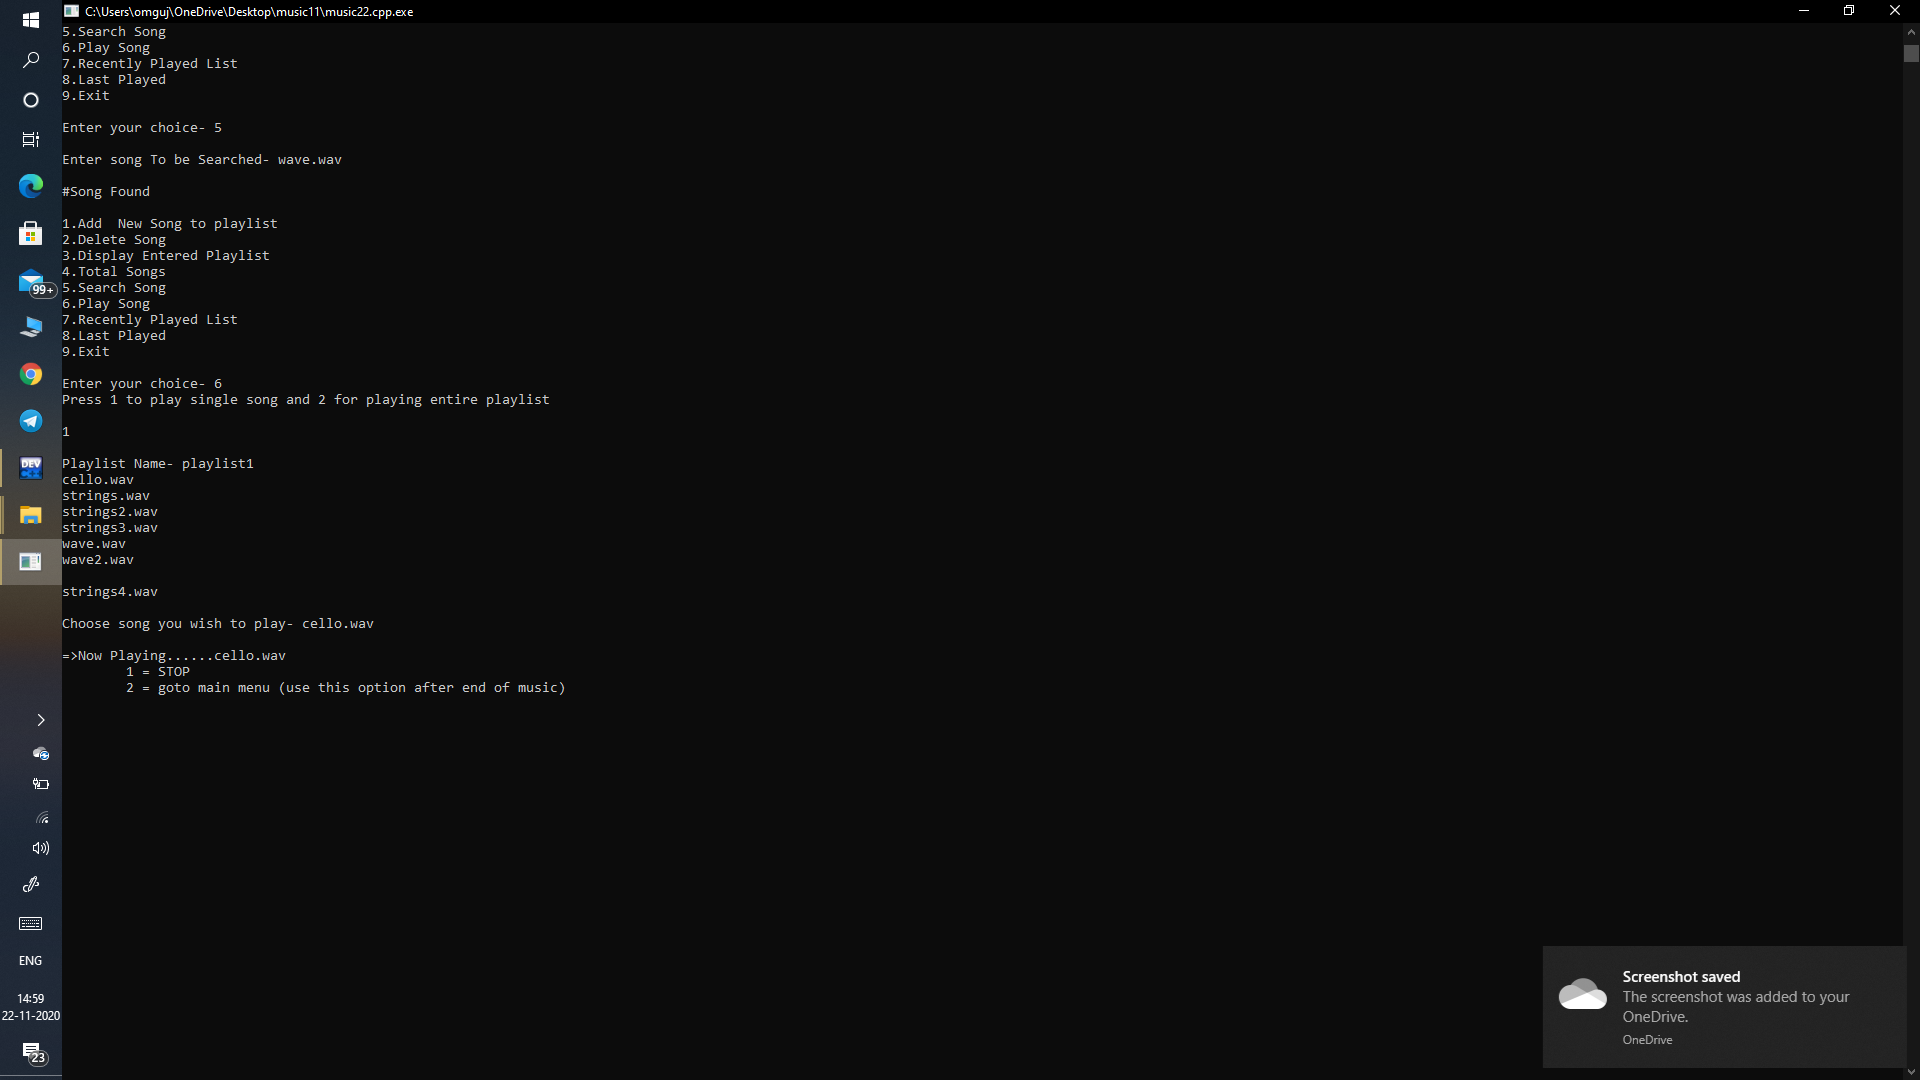 C:\Users\omguj\OneDrive\Desktop\music11\music22.cpp.exe
5.Search Song
6.Play Song
7.Recently Played List
8.Last Played
9.Exit
Enter your choice- 5
Enter song To be Searched- wave.wav
#Song Found
1.Add  New Song to playlist
2.Delete Song
3.Display Entered Playlist
4.Total Songs
5.Search Song
6.Play Song
7.Recently Played List
8.Last Played
9.Exit
Enter your choice- 6
Press 1 to play single song and 2 for playing entire playlist
1
Playlist Name- playlist1
cello.wav
strings.wav
strings2.wav
strings3.wav
wave.wav
wave2.wav
strings4.wav
Choose song you wish to play- cello.wav
=>Now Playing......cello.wav
1 = STOP
2 = goto main menu (use this option after end of music)
99+
DEV
ENG
14:59
22-11-2020
23
Screenshot saved
The screenshot was added to your
OneDrive.
OneDrive